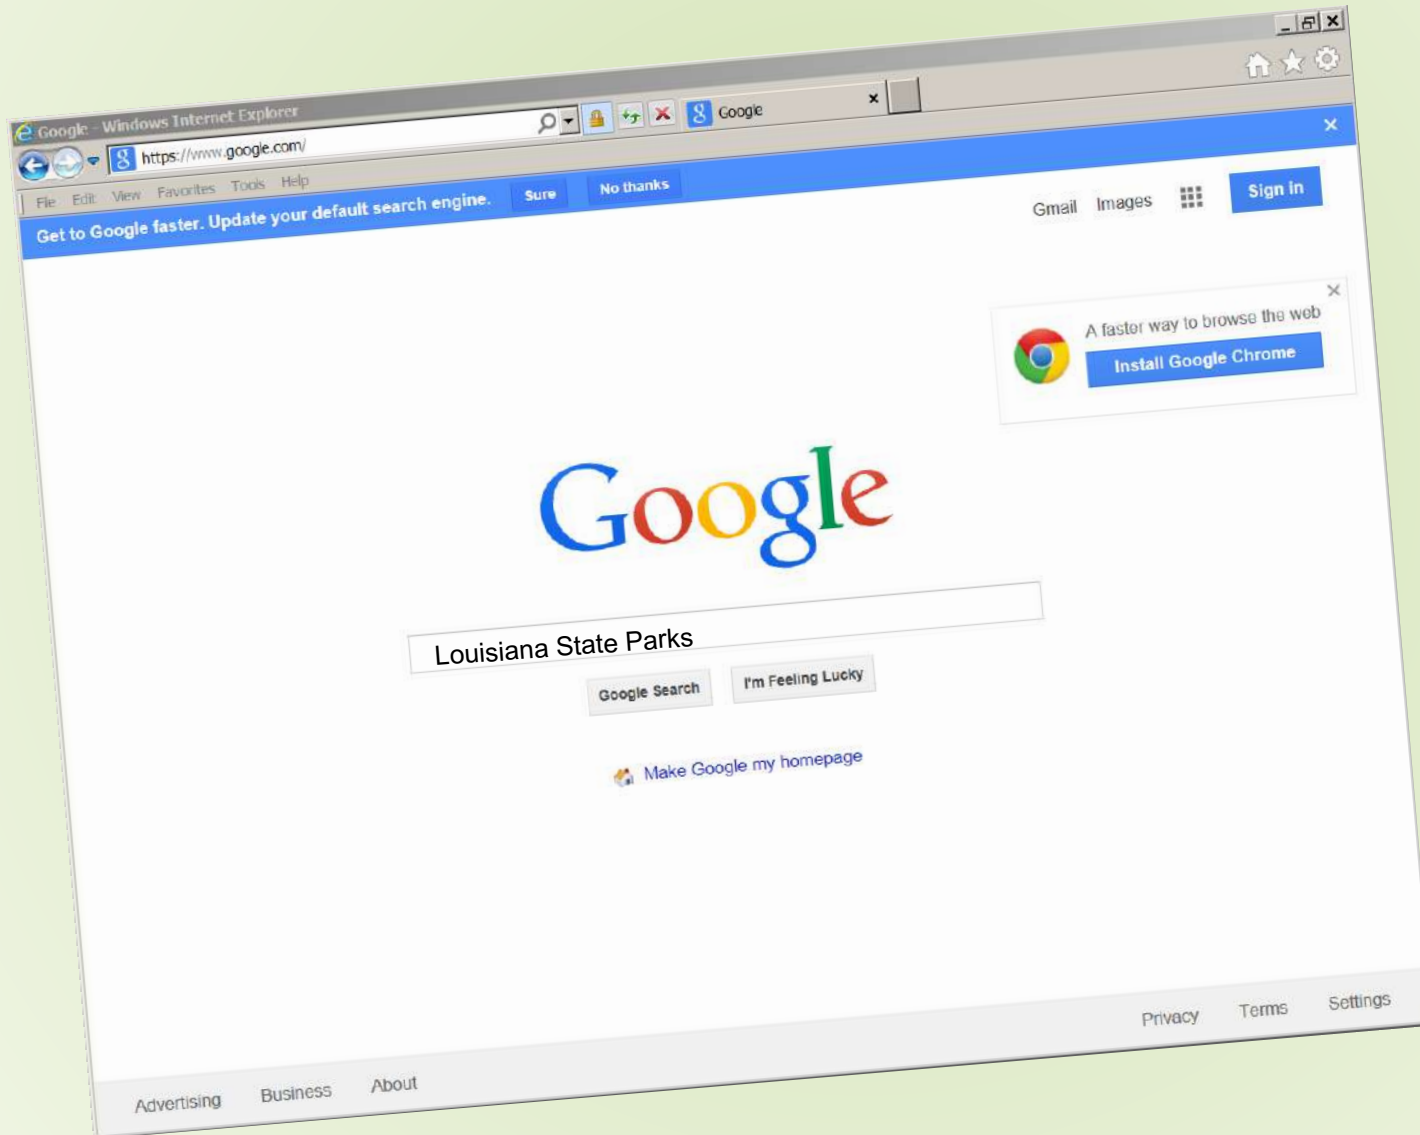 Google - Windows Internet Explorer
https://www.google.com/
Google
File Edit View Favorites Tools Help
Get to Google faster. Update your default search engine. Sure No thanks
Gmail Images Sign in
A faster way to browse the web
Install Google Chrome
Google
Louisiana State Parks
Google Search I'm Feeling Lucky
Make Google my homepage
Advertising Business About Privacy Terms Settings